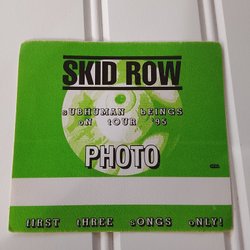 SKID ROW
sUBHUMAN bEINGS
oN tOUR '95
PHOTO
fIRST tHREE sONGS oNLY!